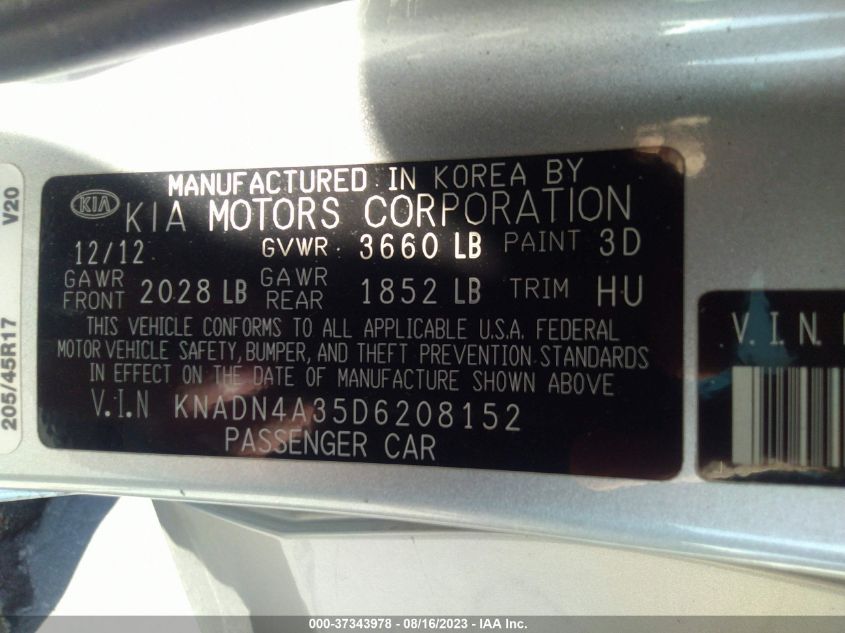 MANUFACTURED IN KOREA BY
KIA KIA MOTORS CORPORATION
12/12 GVWR 3660 LB PAINT 3D
GAWR FRONT 2028 LB GAWR REAR 1852 LB TRIM HU
THIS VEHICLE CONFORMS TO ALL APPLICABLE U.S.A. FEDERAL
MOTOR VEHICLE SAFETY, BUMPER, AND THEFT PREVENTION STANDARDS
IN EFFECT ON THE DATE OF MANUFACTURE SHOWN ABOVE
V.I.N KNADN4A35D6208152
PASSENGER CAR
205/45R17 V20
V.I.N.
000-37343978 - 08/16/2023 - IAA Inc.